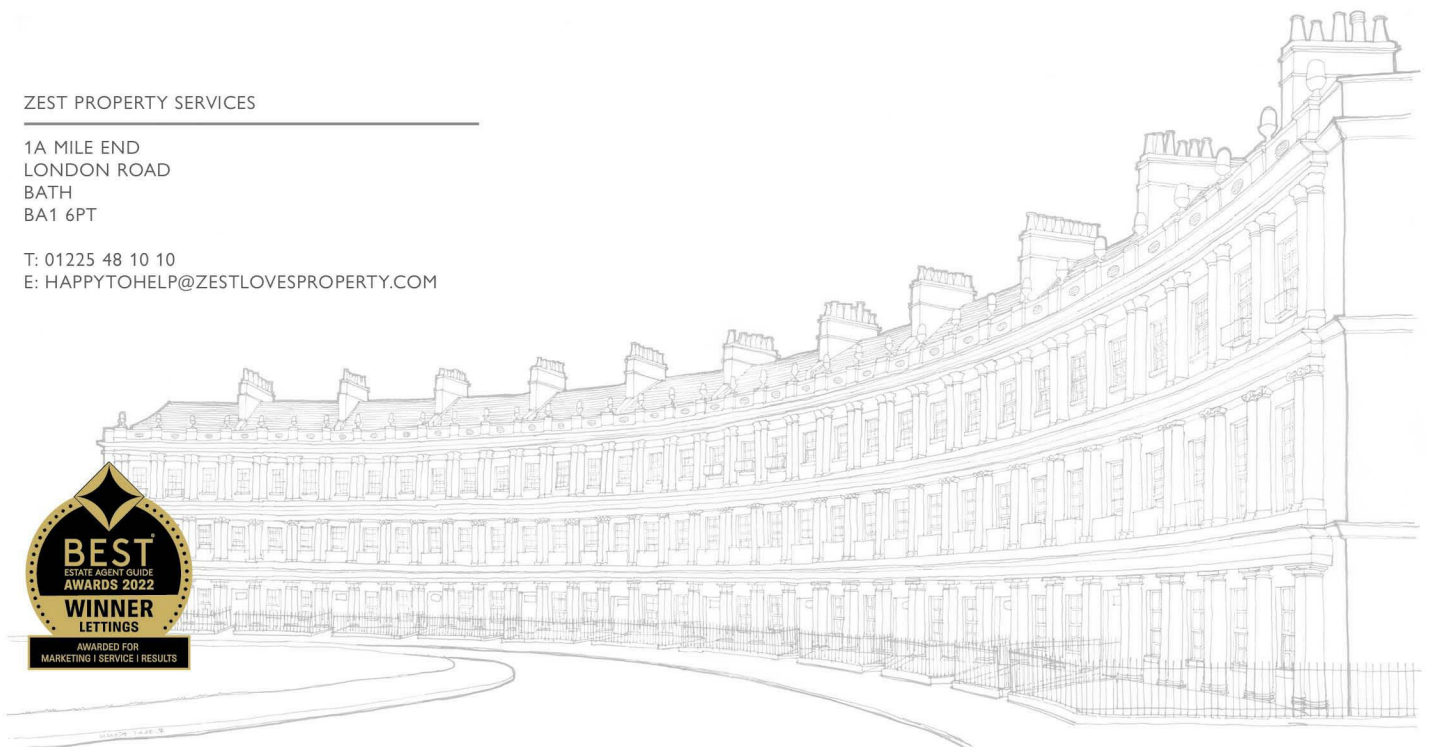 ZEST PROPERTY SERVICES
1A MILE END
LONDON ROAD
BATH
BA1 6PT
T: 01225 48 10 10
E: HAPPYTOHELP@ZESTLOVESPROPERTY.COM
BEST
ESTATE AGENT GUIDE
AWARDS 2022
WINNER
LETTINGS
AWARDED FOR
MARKETING | SERVICE | RESULTS